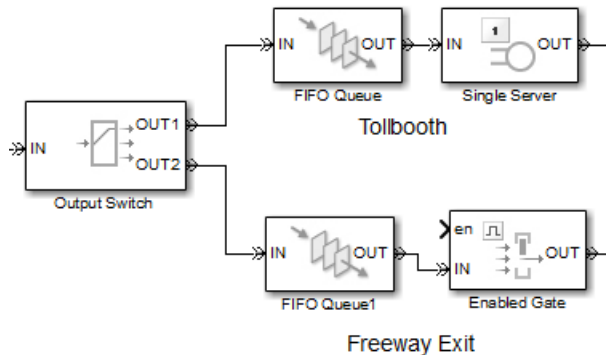 IN OUT
FIFO Queue
1
IN OUT
Single Server
Tollbooth
IN
OUT1
OUT2
Output Switch
IN OUT
FIFO Queue1
en
IN OUT
Enabled Gate
Freeway Exit